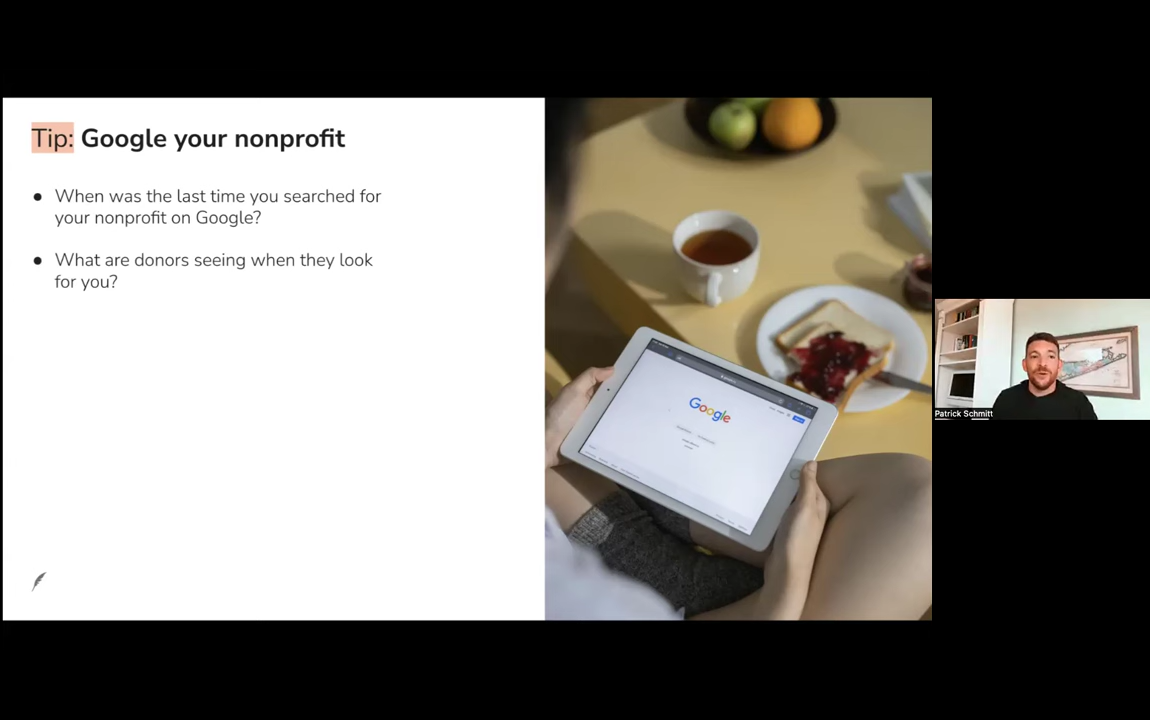 Tip: Google your nonprofit
● When was the last time you searched for
your nonprofit on Google?
● What are donors seeing when they look
for you?
Google
Patrick Schmitt